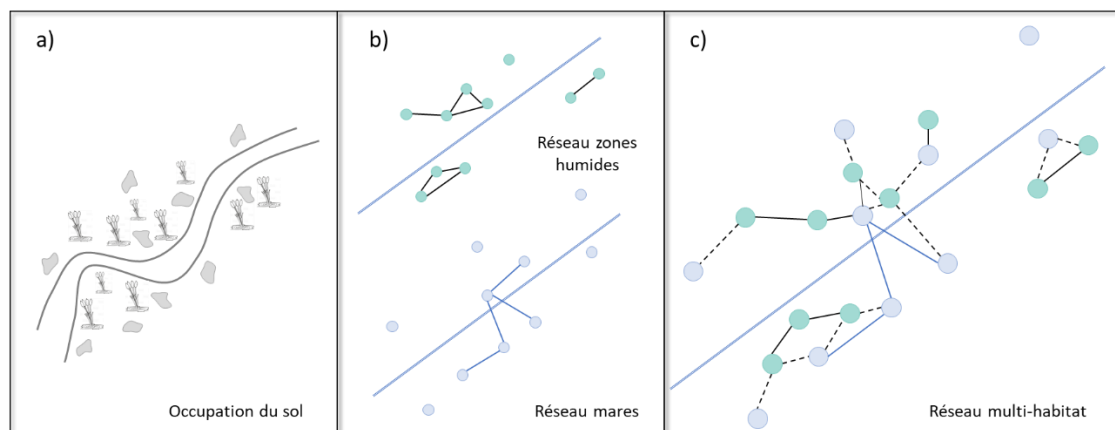 a)
Occupation du sol
b)
Réseau zones
humides
Réseau mares
c)
Réseau multi-habitat